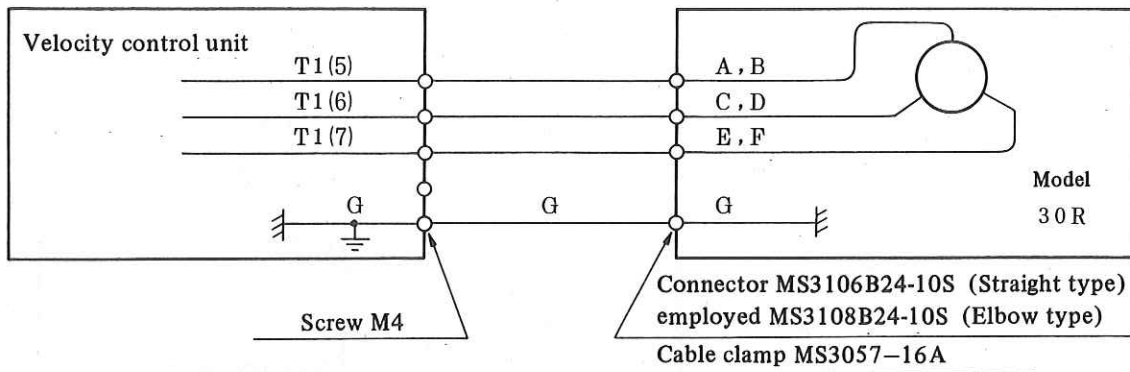 Velocity control unit
T1(5)
A, B
T1(6)
C, D
T1(7)
E, F
Model
30R
G
G
G
Screw M4
Connector MS3106B24-10S (Straight type)
employed MS3108B24-10S (Elbow type)
Cable clamp MS3057–16A